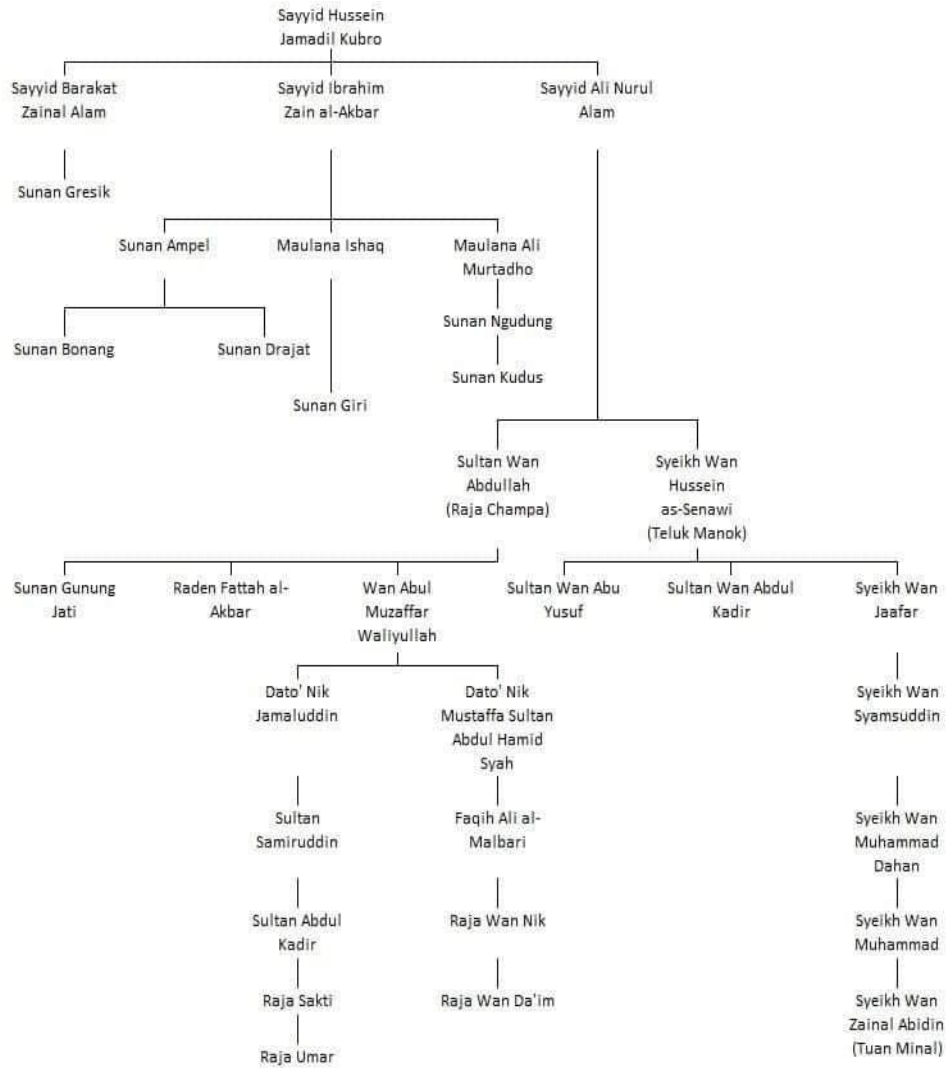 Sayyid Hussein
Jamadil Kubro
Sayyid Barakat
Zainal Alam
Sayyid Ibrahim
Zain al-Akbar
Sayyid Ali Nurul
Alam
Sunan Gresik
Sunan Ampel
Maulana Ishaq
Maulana Ali
Murtadho
Sunan Bonang
Sunan Drajat
Sunan Ngudung
Sunan Kudus
Sunan Giri
Sultan Wan
Abdullah
(Raja Champa)
Syeikh Wan
Hussein
as-Senawi
(Teluk Manok)
Sunan Gunung
Jati
Raden Fattah al-
Akbar
Wan Abul
Muzaffar
Waliyullah
Sultan Wan Abu
Yusuf
Sultan Wan Abdul
Kadir
Syeikh Wan
Jaafar
Dato' Nik
Jamaluddin
Dato' Nik
Mustaffa Sultan
Abdul Hamid
Syah
Syeikh Wan
Syamsuddin
Sultan
Samiruddin
Faqih Ali al-
Malbari
Syeikh Wan
Muhammad
Dahan
Sultan Abdul
Kadir
Raja Wan Nik
Syeikh Wan
Muhammad
Raja Sakti
Raja Wan Da'im
Syeikh Wan
Zainal Abidin
(Tuan Minal)
Raja Umar